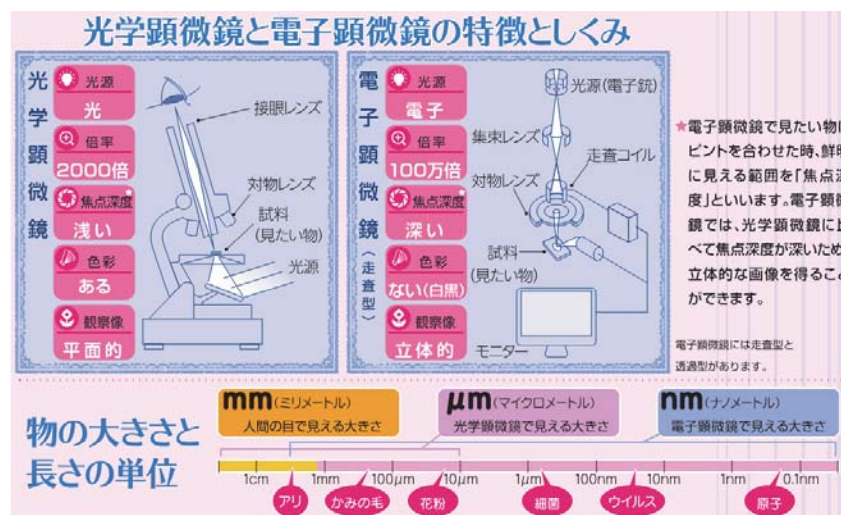 光学顕微鏡と電子顕微鏡の特徴としくみ
光学顕微鏡
光源
光
倍率
2000倍
焦点深度★
浅い
色彩
ある
観察像
平面的
接眼レンズ
対物レンズ
試料
(見たい物)
光源
電子顕微鏡(走査型)
光源
電子
倍率
100万倍
焦点深度★
深い
色彩
ない(白黒)
観察像
立体的
光源(電子銃)
集束レンズ
走査コイル
対物レンズ
試料
(見たい物)
モニター
★電子顕微鏡で見たい物に
ピントを合わせた時、鮮明
に見える範囲を「焦点深
度」といいます。電子顕微
鏡では、光学顕微鏡に比
べて焦点深度が深いため
立体的な画像を得ること
ができます。
電子顕微鏡には走査型と
透過型があります。
物の大きさと
長さの単位
mm(ミリメートル)
人間の目で見える大きさ
μm(マイクロメートル)
光学顕微鏡で見える大きさ
nm(ナノメートル)
電子顕微鏡で見える大きさ
1cm 1mm 100μm 10μm 1μm 100nm 10nm 1nm 0.1nm
アリ かみの毛 花粉 細菌 ウイルス 原子